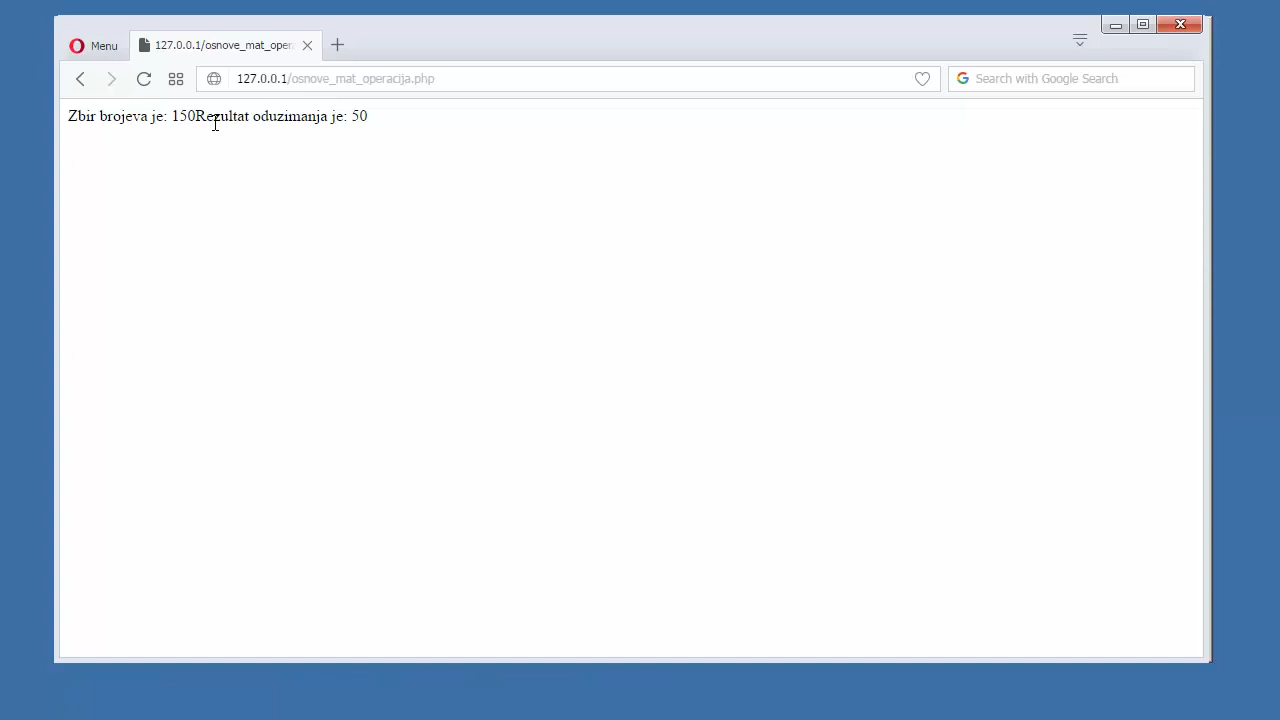 Menu
127.0.0.1/osnove_mat_oper
127.0.0.1/osnove_mat_operacija.php
Search with Google Search
Zbir brojeva je: 150Rezultat oduzimanja je: 50